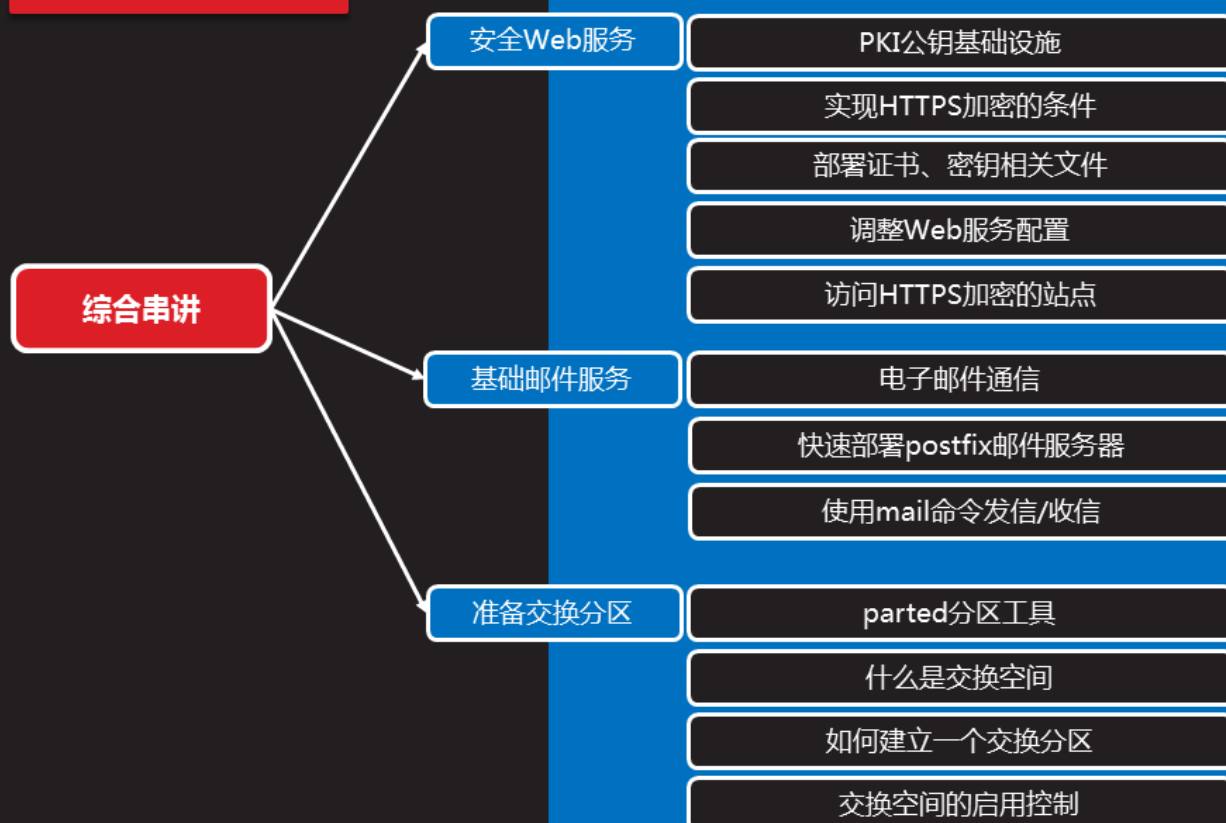 安全Web服务
PKI公钥基础设施
实现HTTPS加密的条件
部署证书、密钥相关文件
调整Web服务配置
访问HTTPS加密的站点
综合串讲
基础邮件服务
电子邮件通信
快速部署postfix邮件服务器
使用mail命令发信/收信
准备交换分区
parted分区工具
什么是交换空间
如何建立一个交换分区
交换空间的启用控制